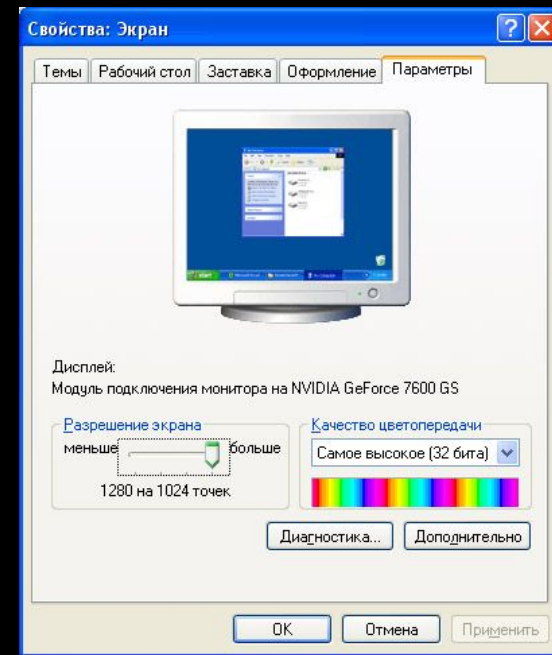 Свойства: Экран
Темы Рабочий стол Заставка Оформление Параметры
Дисплей:
Модуль подключения монитора на NVIDIA GeForce 7600 GS
Разрешение экрана
меньше больше
1280 на 1024 точек
Качество цветопередачи
Самое высокое (32 бита)
Диагностика... Дополнительно
ОК Отмена Применить